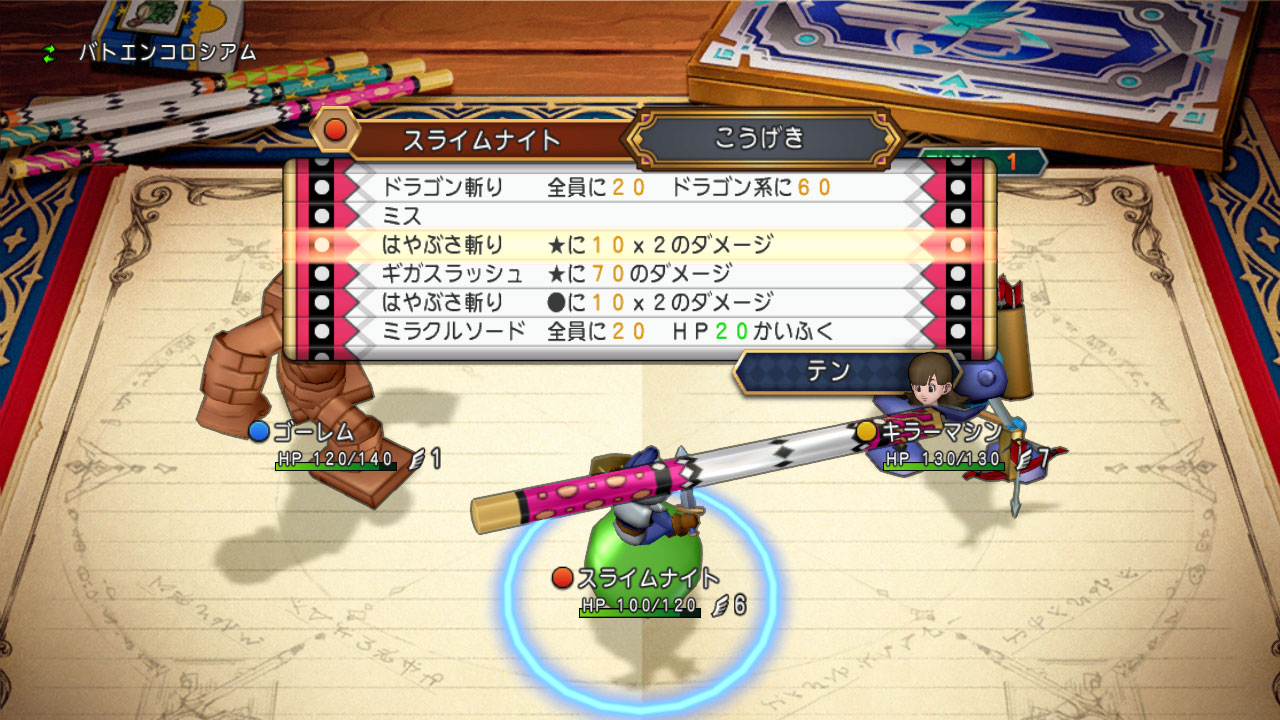 バトエンコロシアム
スライムナイト こうげき
1
ドラゴン斬り 全員に20 ドラゴン系に60
ミス
はやぶさ斬り ★に10x2のダメージ
ギガスラッシュ ★に70のダメージ
はやぶさ斬り ●に10x2のダメージ
ミラクルソード 全員に20 HP20かいふく
テン
ゴーレム
HP 120/140 1
キラーマシン
HP 130/130 7
スライムナイト
HP 100/120 6